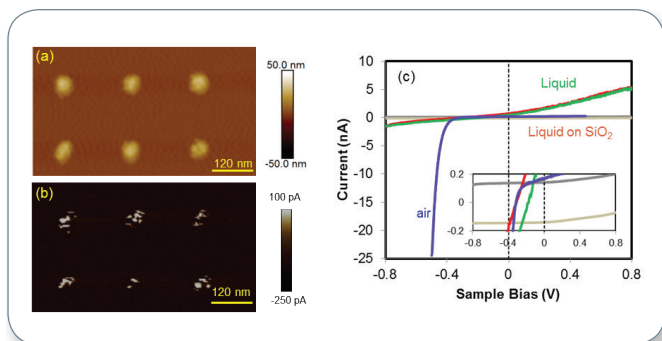 (a)
50.0 nm
-50.0 nm
120 nm
(b)
100 pA
-250 pA
120 nm
(c)
Current (nA)
10
5
0
-5
-10
-15
-20
-25
Liquid
Liquid on SiO2
air
0.2
0
-0.2
-0.8 -0.4 0 0.4 0.8
-0.8 -0.4 0 0.4 0.8
Sample Bias (V)